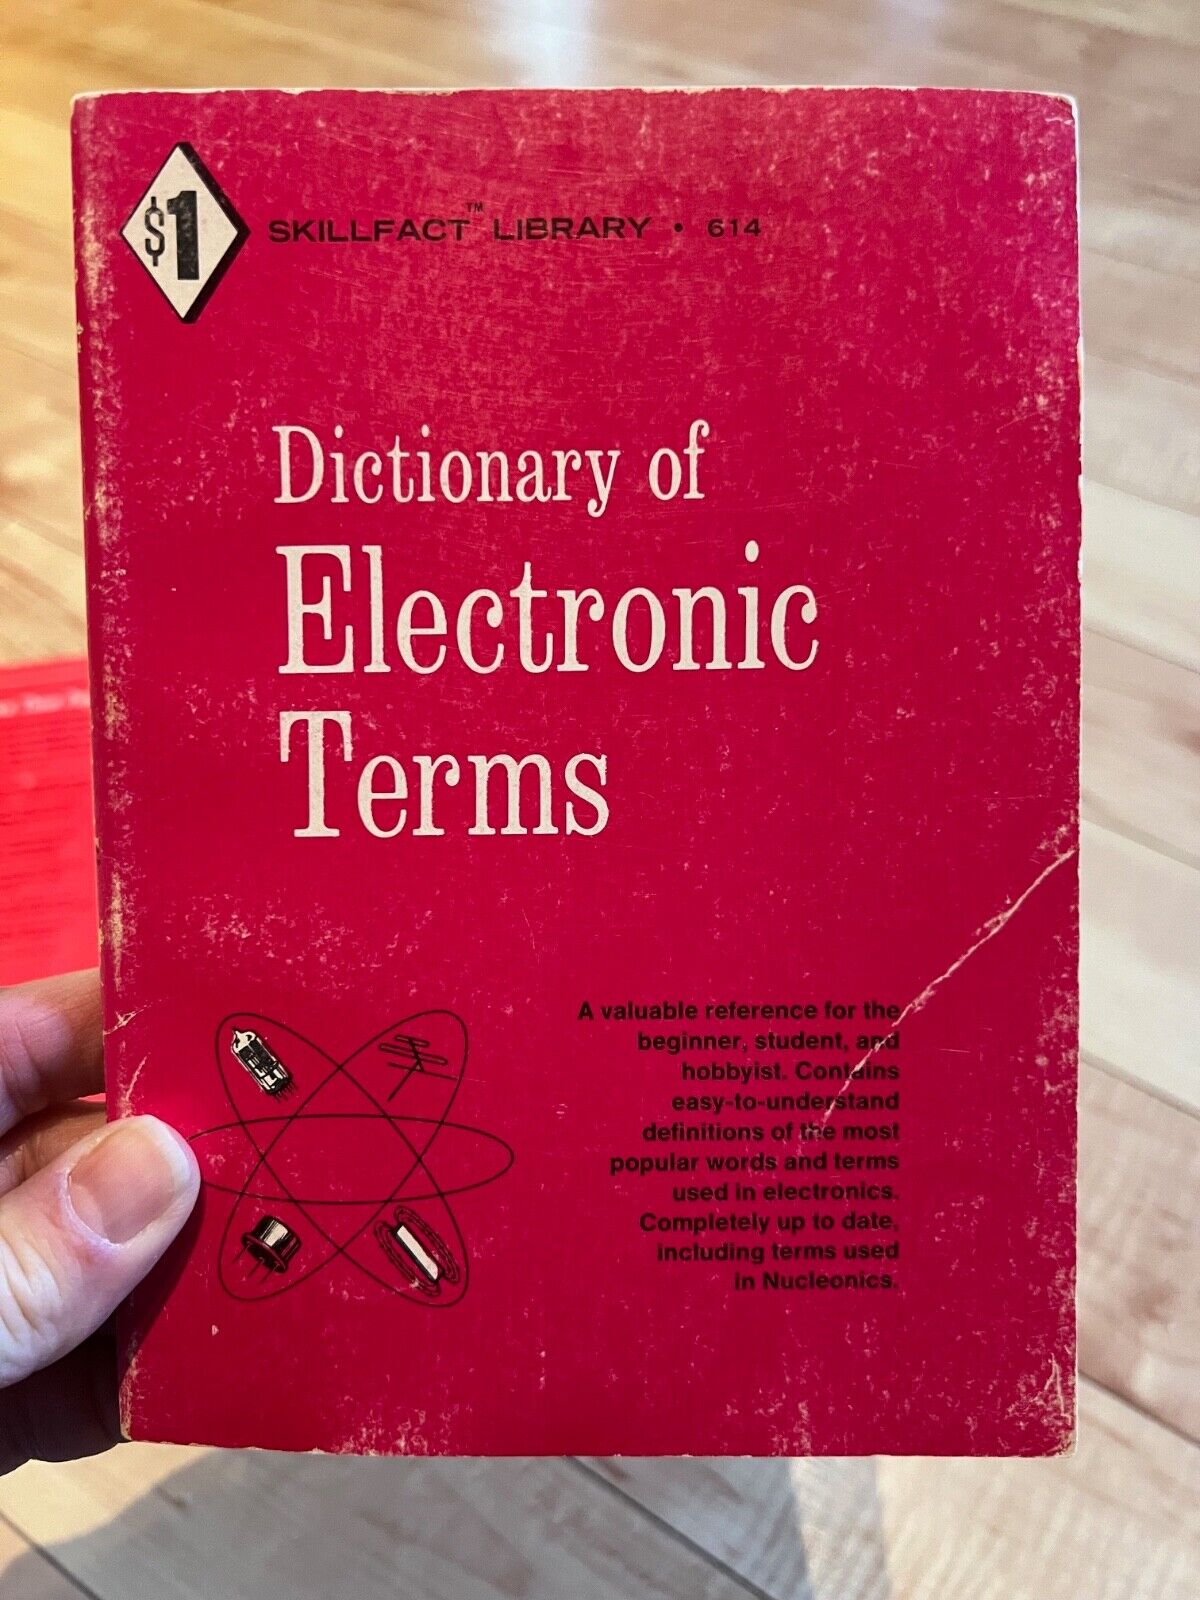 $1
SKILLFACT™ LIBRARY • 614
Dictionary of
Electronic
Terms
A valuable reference for the
beginner, student, and
hobbyist. Contains
easy-to-understand
definitions of the most
popular words and terms
used in electronics.
Completely up to date,
including terms used
in Nucleonics.